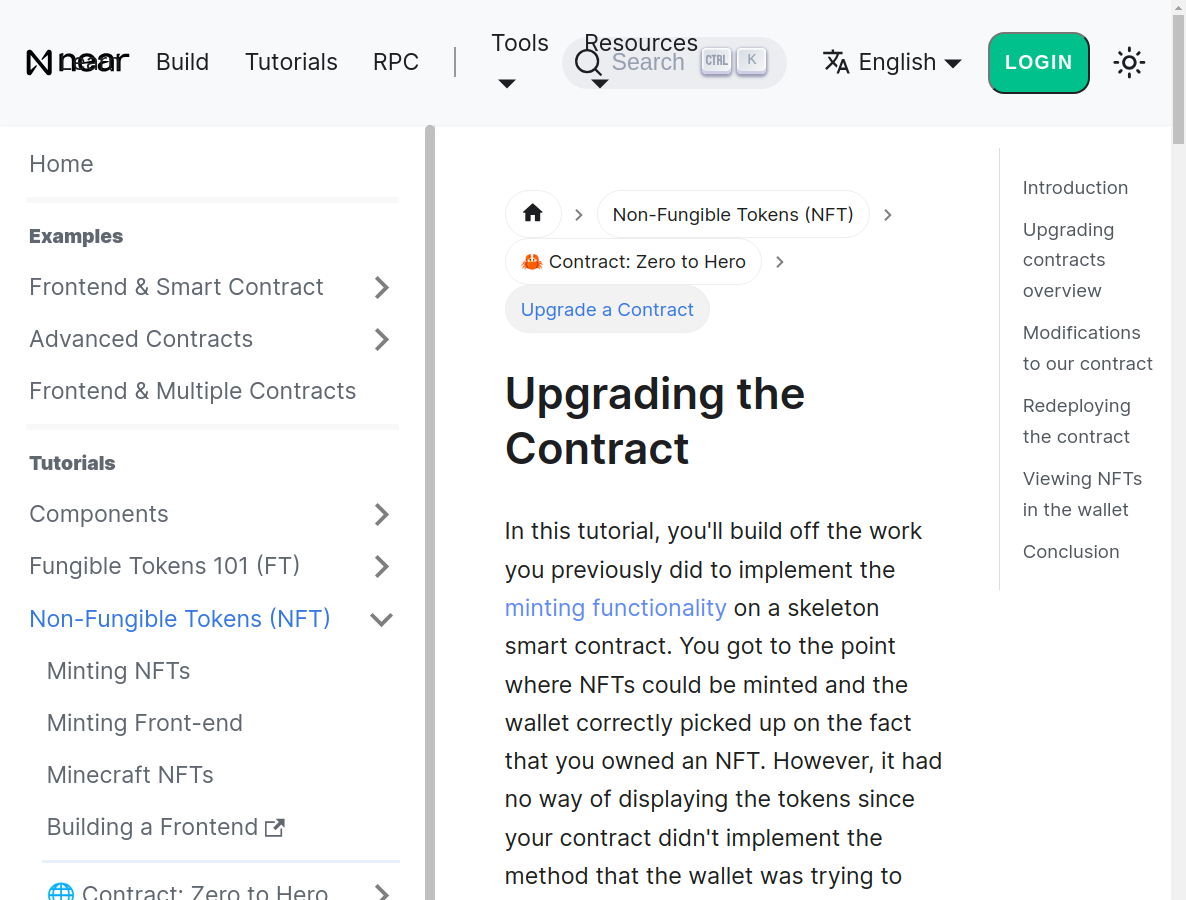 near
Learn
Build
Tutorials
RPC
Tools
Resources
Search
CTRL
K
English
LOGIN
Home
Examples
Frontend & Smart Contract
Advanced Contracts
Frontend & Multiple Contracts
Tutorials
Components
Fungible Tokens 101 (FT)
Non-Fungible Tokens (NFT)
Minting NFTs
Minting Front-end
Minecraft NFTs
Building a Frontend
Contract: Zero to Hero
Non-Fungible Tokens (NFT)
Contract: Zero to Hero
Upgrade a Contract
Upgrading the
Contract
In this tutorial, you'll build off the work
you previously did to implement the
minting functionality on a skeleton
smart contract. You got to the point
where NFTs could be minted and the
wallet correctly picked up on the fact
that you owned an NFT. However, it had
no way of displaying the tokens since
your contract didn't implement the
method that the wallet was trying to
Introduction
Upgrading
contracts
overview
Modifications
to our contract
Redeploying
the contract
Viewing NFTs
in the wallet
Conclusion